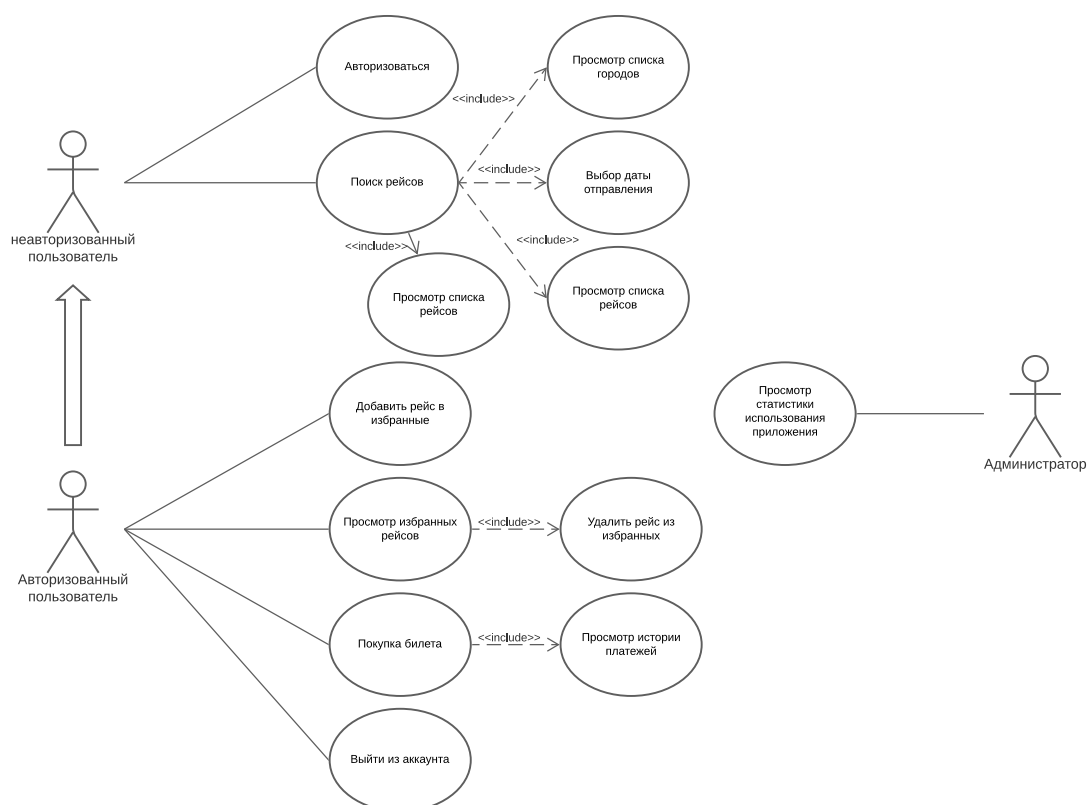 Авторизоваться
Просмотр списка
городов
<<include>>
Поиск рейсов
<<include>>
Выбор даты
отправления
неавторизованный
пользователь
<<include>>
<<include>>
Просмотр списка
рейсов
Просмотр списка
рейсов
Добавить рейс в
избранные
Просмотр
статистики
использования
приложения
Администратор
Просмотр избранных
рейсов
<<include>>
Удалить рейс из
избранных
Авторизованный
пользователь
Покупка билета
<<include>>
Просмотр истории
платежей
Выйти из аккаунта